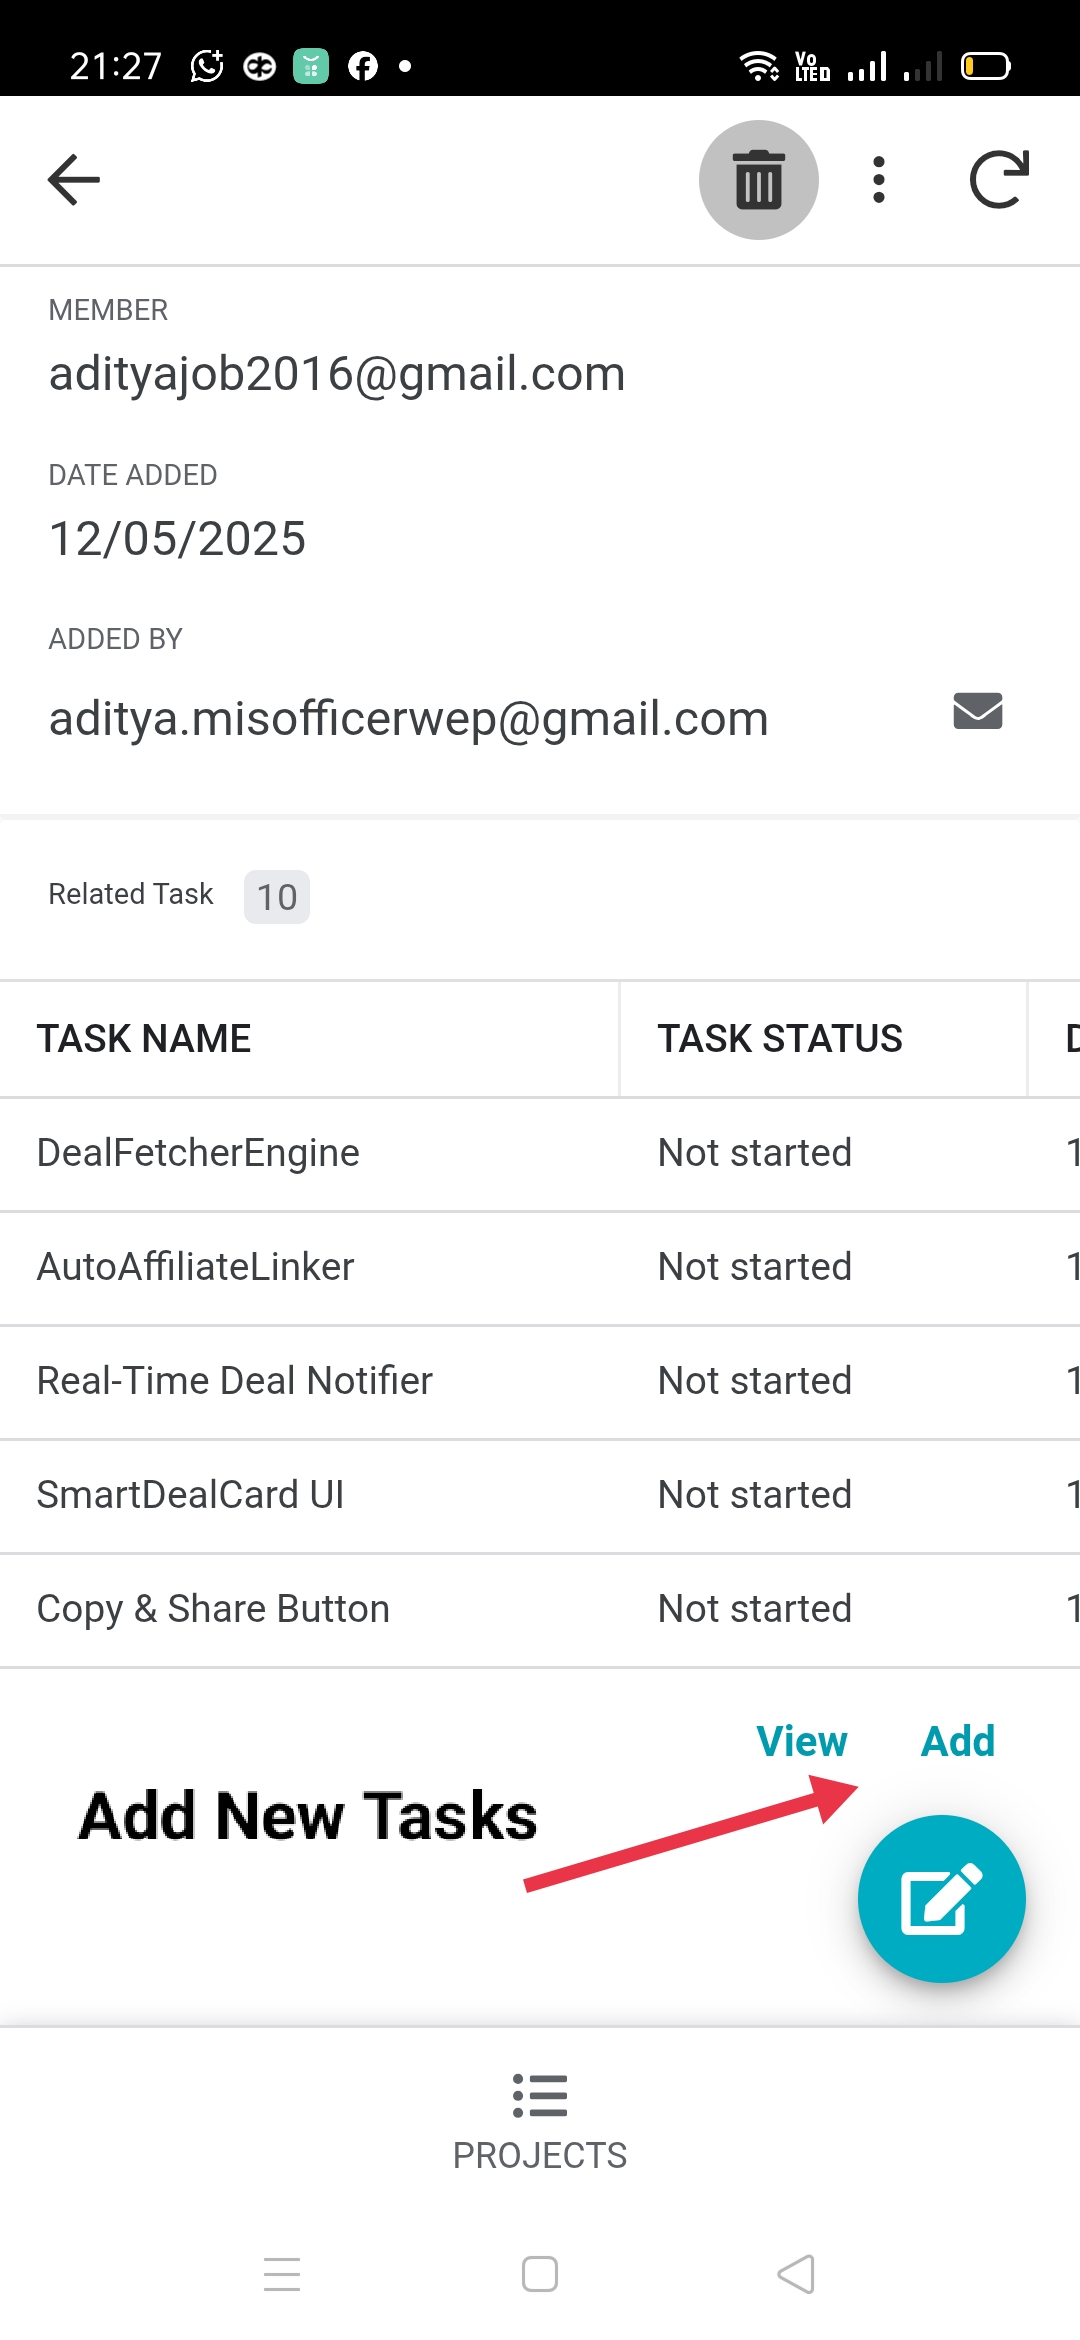 21:27
Vo
LTED
MEMBER
adityajob2016@gmail.com
DATE ADDED
12/05/2025
ADDED BY
aditya.misofficerwep@gmail.com
Related Task 10
TASK NAME TASK STATUS D
DealFetcherEngine Not started 1
AutoAffiliateLinker Not started 1
Real-Time Deal Notifier Not started 1
SmartDealCard UI Not started 1
Copy & Share Button Not started 1
View Add
Add New Tasks
PROJECTS